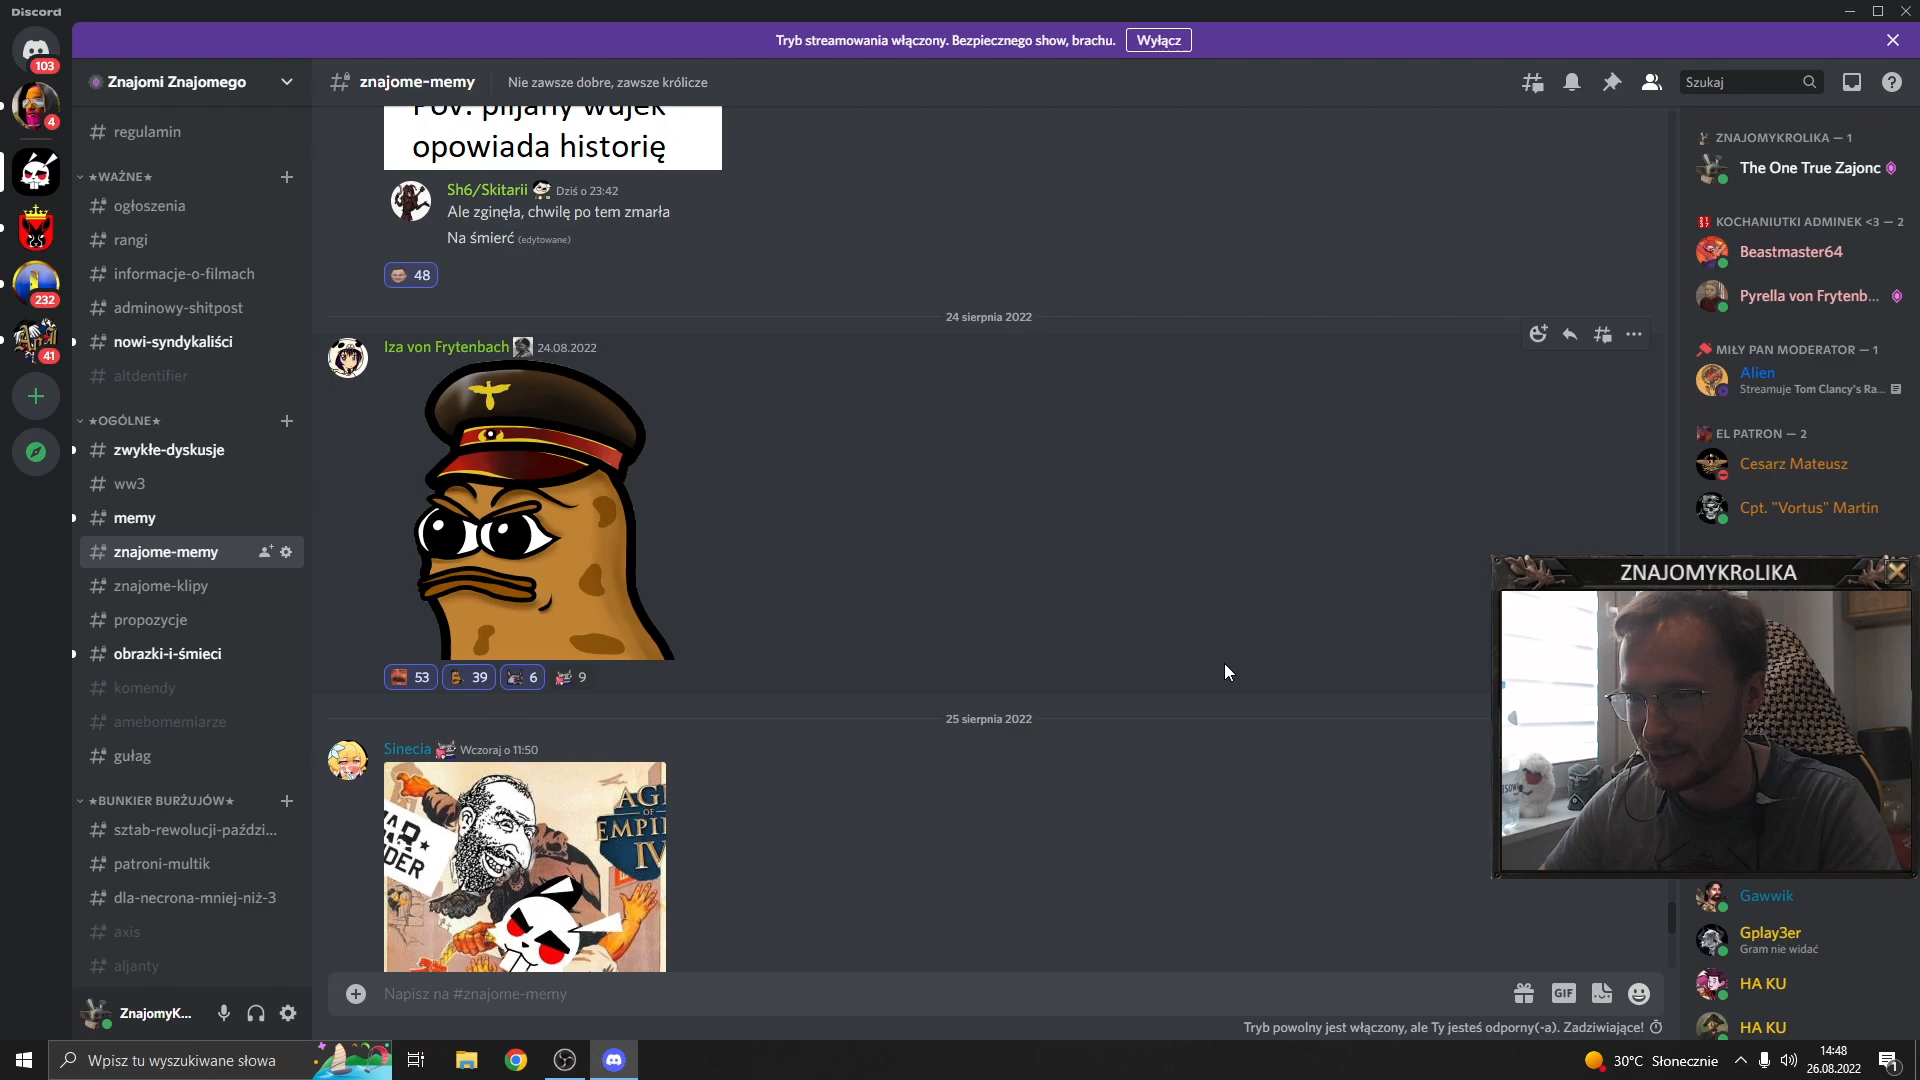 Discord
Tryb streamowania włączony. Bezpiecznego show, brachu.
Wyłącz
103
4
232
41
Znajomi Znajomego
znajome-memy
Nie zawsze dobre, zawsze królicze
Szukaj
regulamin
★WAŻNE★
ogłoszenia
rangi
informacje-o-filmach
adminowy-shitpost
nowi-syndykaliści
altdentifier
★OGÓLNE★
zwykłe-dyskusje
ww3
memy
znajome-memy
znajome-klipy
propozycje
obrazki-i-śmieci
komendy
amebomemiarze
gułag
★BUNKIER BURŻUJÓW★
sztab-rewolucji-paździ...
patroni-multik
dla-necrona-mniej-niż-3
axis
aljanty
ZnajomyK...
Pov: pijany wujek
opowiada historię
Sh6/Skitarii Dziś o 23:42
Ale zginęła, chwilę po tem zmarła
Na śmierć (edytowane)
48
24 sierpnia 2022
Iza von Frytenbach 24.08.2022
53 39 6 9
25 sierpnia 2022
Sinecia Wczoraj o 11:50
AGE
OF
EMPIR
IV
Napisz na #znajome-memy
GIF
Tryb powolny jest włączony, ale Ty jesteś odporny(-a). Zadziwiające!
ZNAJOMYKROLIKA — 1
The One True Zajonc
KOCHANIUTKI ADMINEK <3 — 2
Beastmaster64
Pyrella von Frytenb...
MIŁY PAN MODERATOR — 1
Alien
Streamuje Tom Clancy's Ra...
EL PATRON — 2
Cesarz Mateusz
Cpt. "Vortus" Martin
ZNAJOMYKRoLIKA
Gawwik
Gplay3er
Gram nie widać
HA KU
HA KU
Wpisz tu wyszukiwane słowa
30°C Słonecznie
14:48
26.08.2022
1